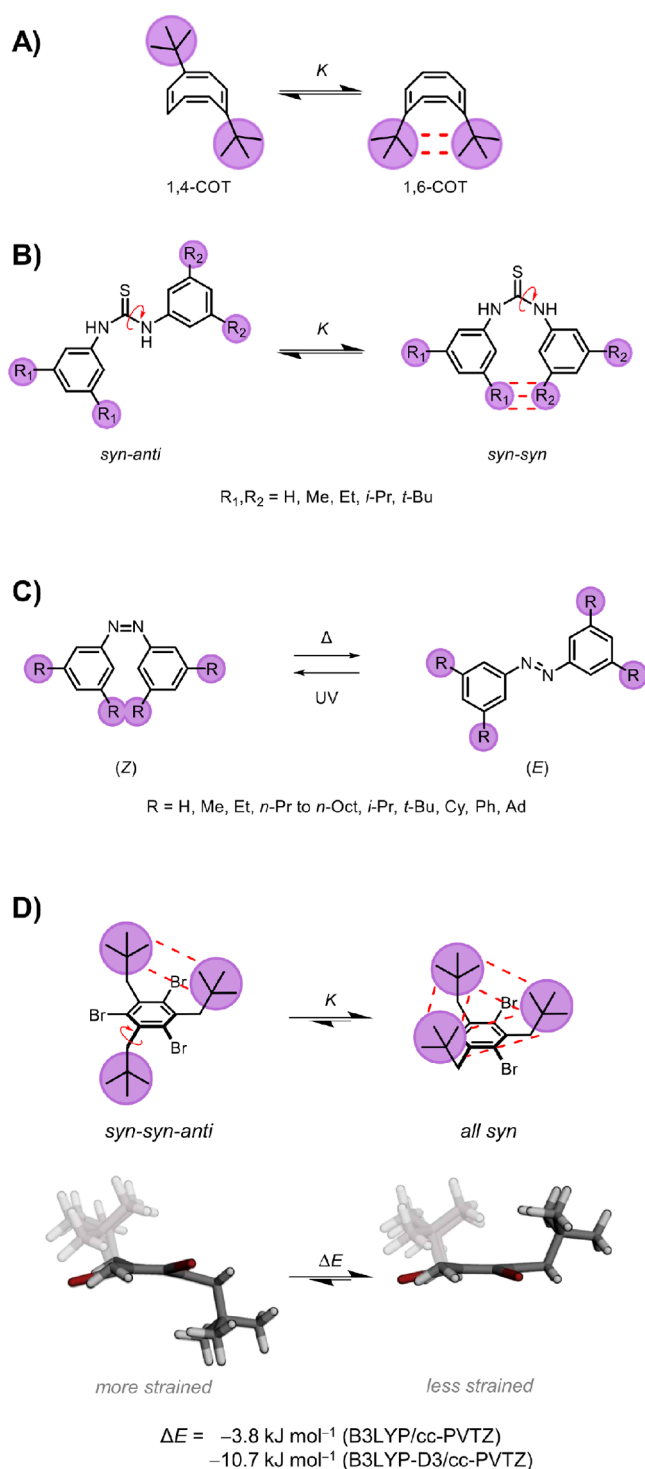 A)
K
1,4-COT
1,6-COT
B)
R2
S
HN
N
H
R2
R1
R1
K
S
HN
NH
R1
R2
R1
R2
syn-anti
syn-syn
R1,R2 = H, Me, Et, i-Pr, t-Bu
C)
N=N
R
R
R
R
(Z)
Δ
UV
R
R
N
N
R
R
(E)
R = H, Me, Et, n-Pr to n-Oct, i-Pr, t-Bu, Cy, Ph, Ad
D)
Br
Br
Br
K
Br
Br
syn-syn-anti
all syn
ΔE
more strained
less strained
ΔE = −3.8 kJ mol⁻¹ (B3LYP/cc-PVTZ)
−10.7 kJ mol⁻¹ (B3LYP-D3/cc-PVTZ)